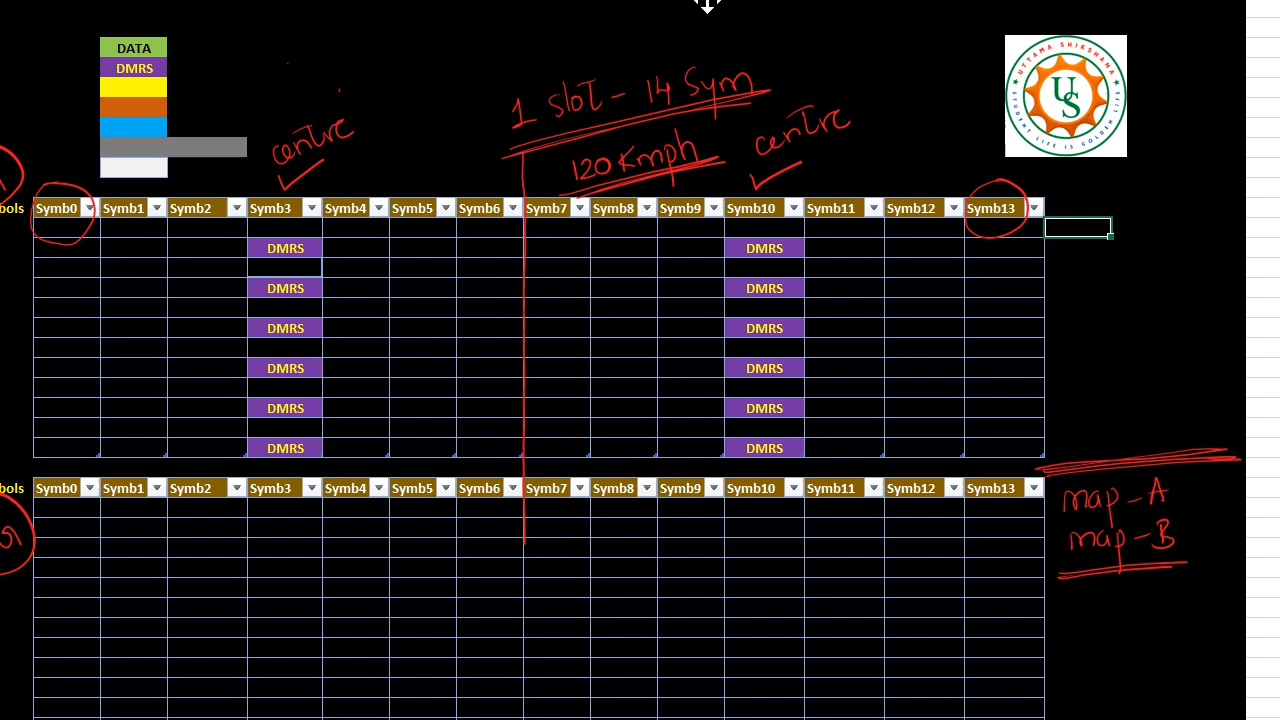 DATA
DMRS
1 Slot - 14 Sym
120 Kmph
centre
centre
UTTAMA SHIKSHANA
US
STUDENT LIFE IS GOLDEN LIFE
bols Symb0 Symb1 Symb2 Symb3 Symb4 Symb5 Symb6 Symb7 Symb8 Symb9 Symb10 Symb11 Symb12 Symb13
DMRS DMRS
DMRS DMRS
DMRS DMRS
DMRS DMRS
DMRS DMRS
DMRS DMRS
bols Symb0 Symb1 Symb2 Symb3 Symb4 Symb5 Symb6 Symb7 Symb8 Symb9 Symb10 Symb11 Symb12 Symb13
map - A
map - B